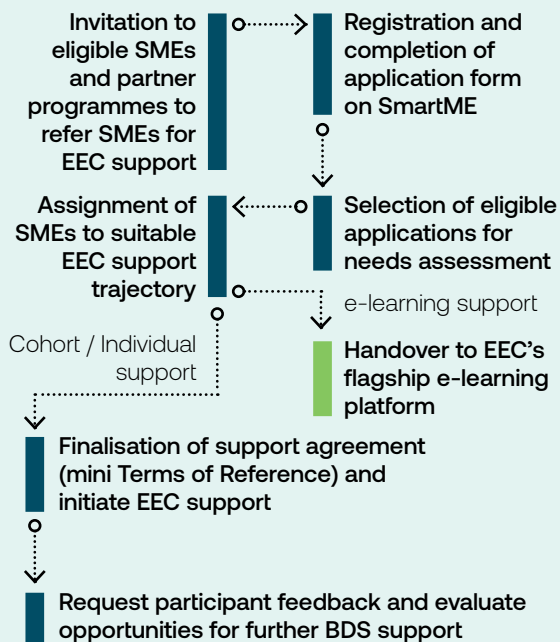 Invitation to
eligible SMEs
and partner
programmes to
refer SMEs for
EEC support
Registration and
completion of
application form
on SmartME
Selection of eligible
applications for
needs assessment
Assignment of
SMEs to suitable
EEC support
trajectory
e-learning support
Handover to EEC's
flagship e-learning
platform
Cohort / Individual
support
Finalisation of support agreement
(mini Terms of Reference) and
initiate EEC support
Request participant feedback and evaluate
opportunities for further BDS support